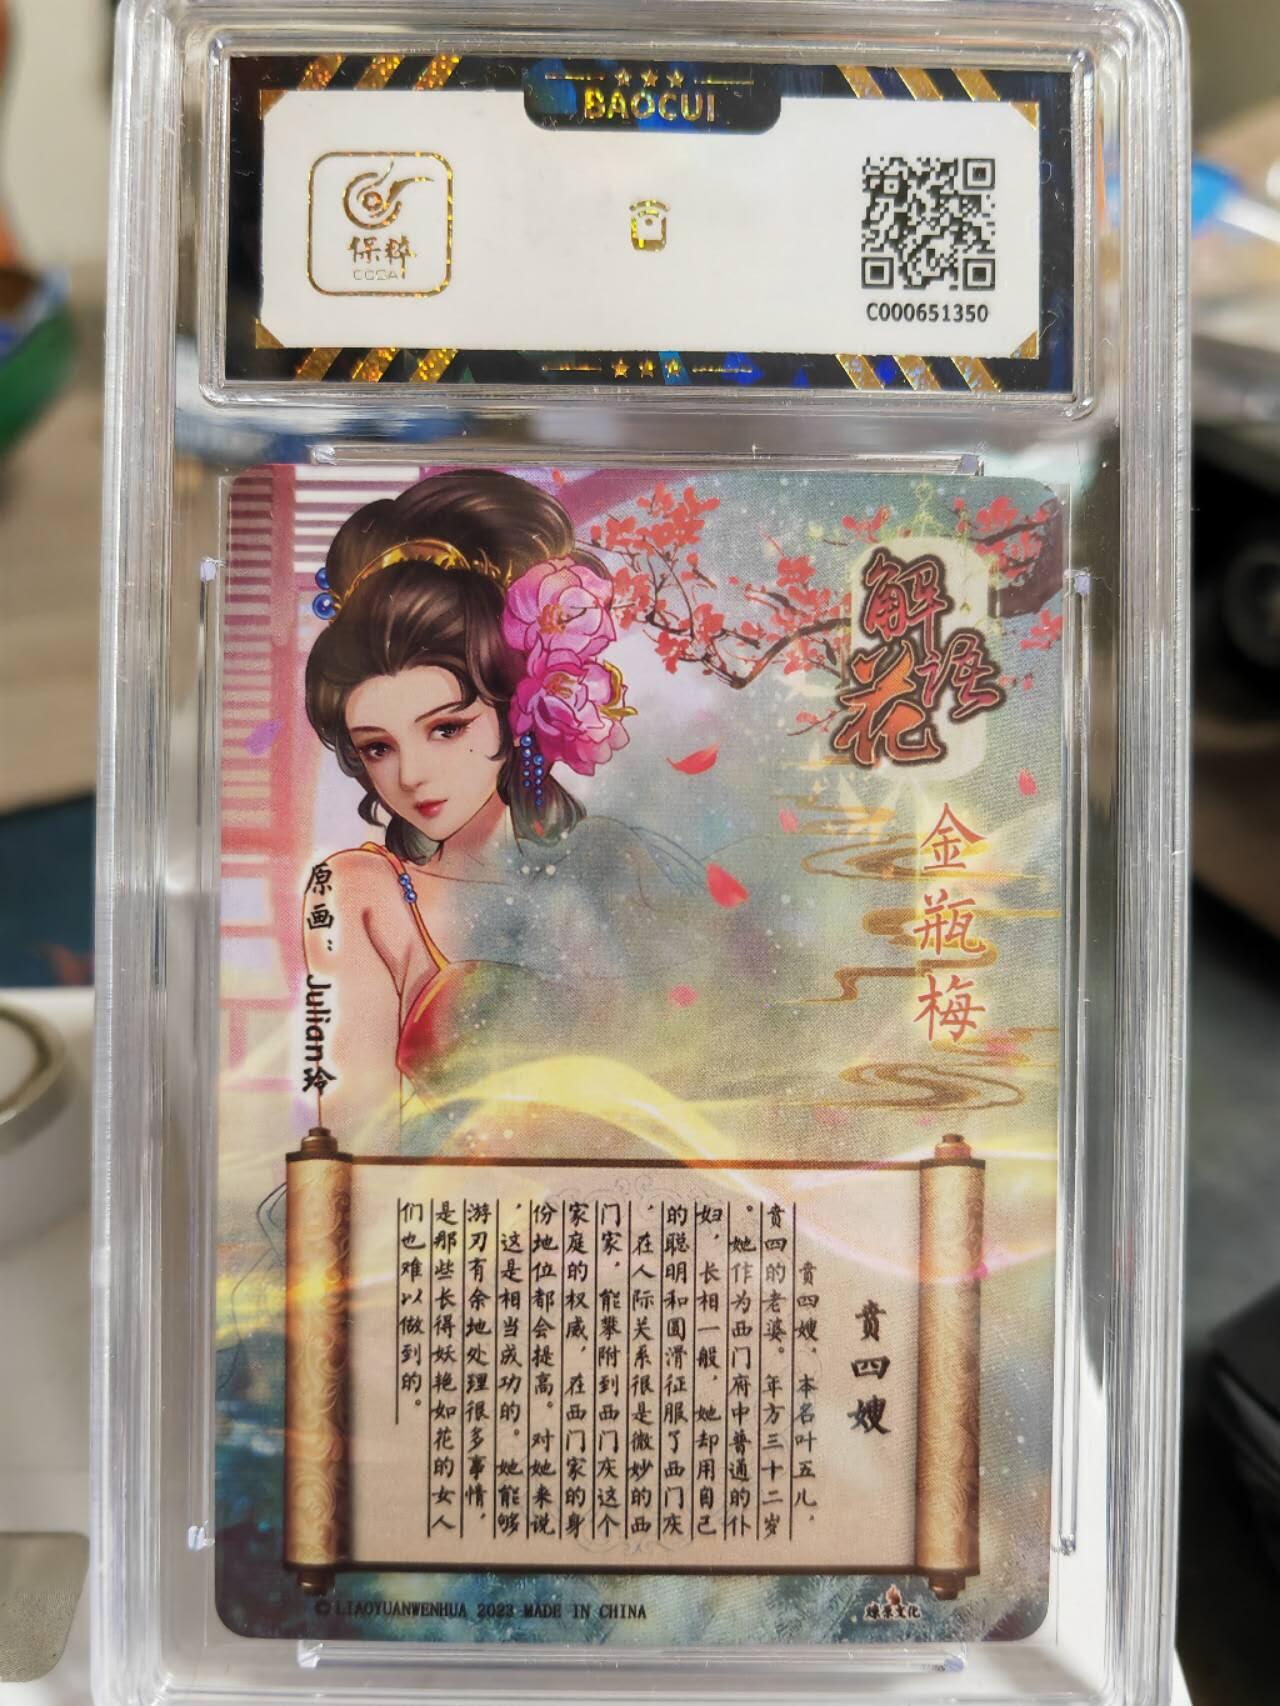 BAOCUI
保粹
CCSA
C000651350
解语花
金瓶梅
原画：Julian玲
贲四嫂
贲四嫂，本名叶五儿，
贲四的老婆。年方三十二岁
。她作为西门府中普通的仆
妇，长相一般，她却用自己
的聪明和圆滑征服了西门庆
，在人际关系很是微妙的西
门家，能攀附到西门庆这个
家庭的权威，在西门家的身
份地位都会提高。对她来说
，这是相当成功的。她能够
游刃有余地处理很多事情，
是那些长得妖艳如花的女人
们也难以做到的。
©LIAOYUANWENHUA 2023 MADE IN CHINA
燎原文化